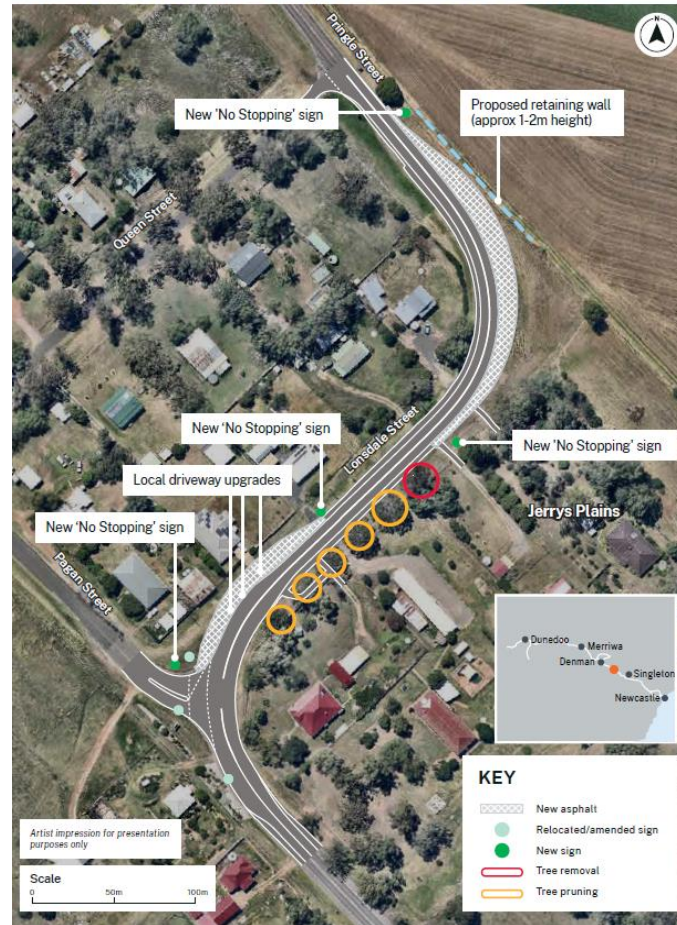 N
Pringle Street
New 'No Stopping' sign
Proposed retaining wall
(approx 1-2m height)
Queen Street
New 'No Stopping' sign
Lonsdale Street
New 'No Stopping' sign
Local driveway upgrades
Jerrys Plains
New ‘No Stopping’ sign
Pagan Street
Dunedoo
Merriwa
Denman
Singleton
Newcastle
KEY
New asphalt
Relocated/amended sign
New sign
Tree removal
Tree pruning
Artist impression for presentation
purposes only
Scale
0 50m 100m